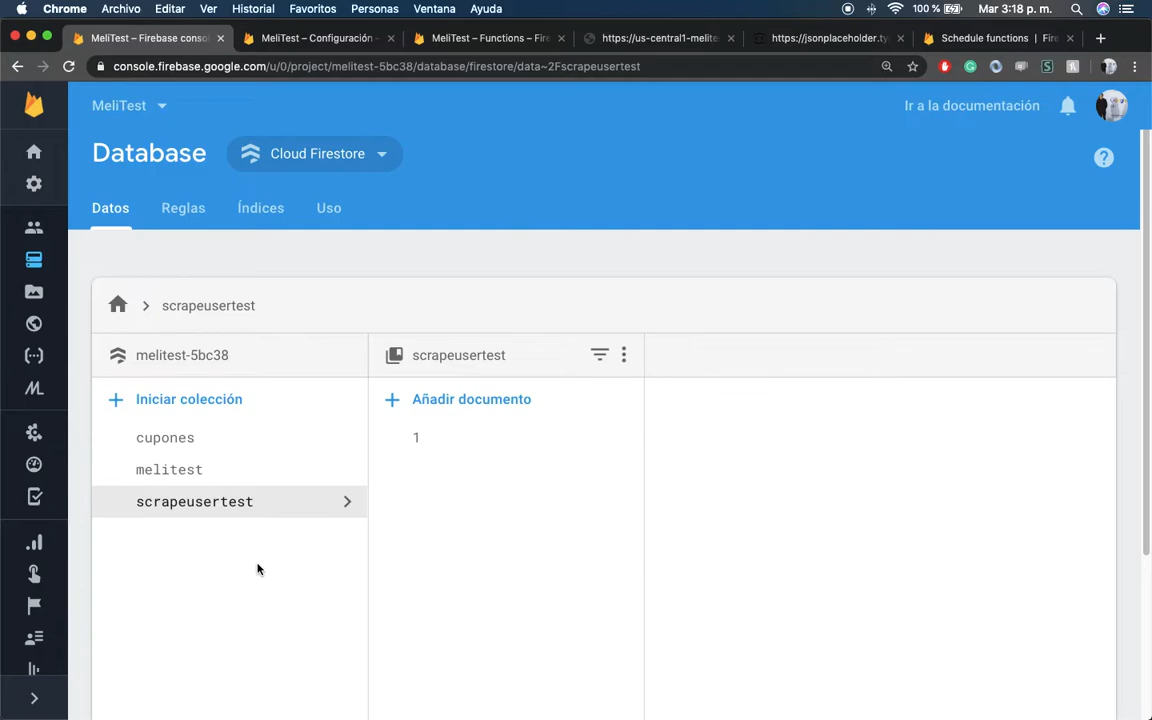 Chrome Archivo Editar Ver Historial Favoritos Personas Ventana Ayuda 100 % Mar 3:18 p. m.
MeliTest – Firebase conso MeliTest – Configuración – MeliTest – Functions – Fire https://us-central1-melite https://jsonplaceholder.ty Schedule functions | Fire
console.firebase.google.com/u/0/project/melitest-5bc38/database/firestore/data~2Fscrapeusertest
MeliTest Ir a la documentación
Database Cloud Firestore
Datos Reglas Índices Uso
scrapeusertest
melitest-5bc38 scrapeusertest
Iniciar colección Añadir documento
cupones 1
melitest
scrapeusertest